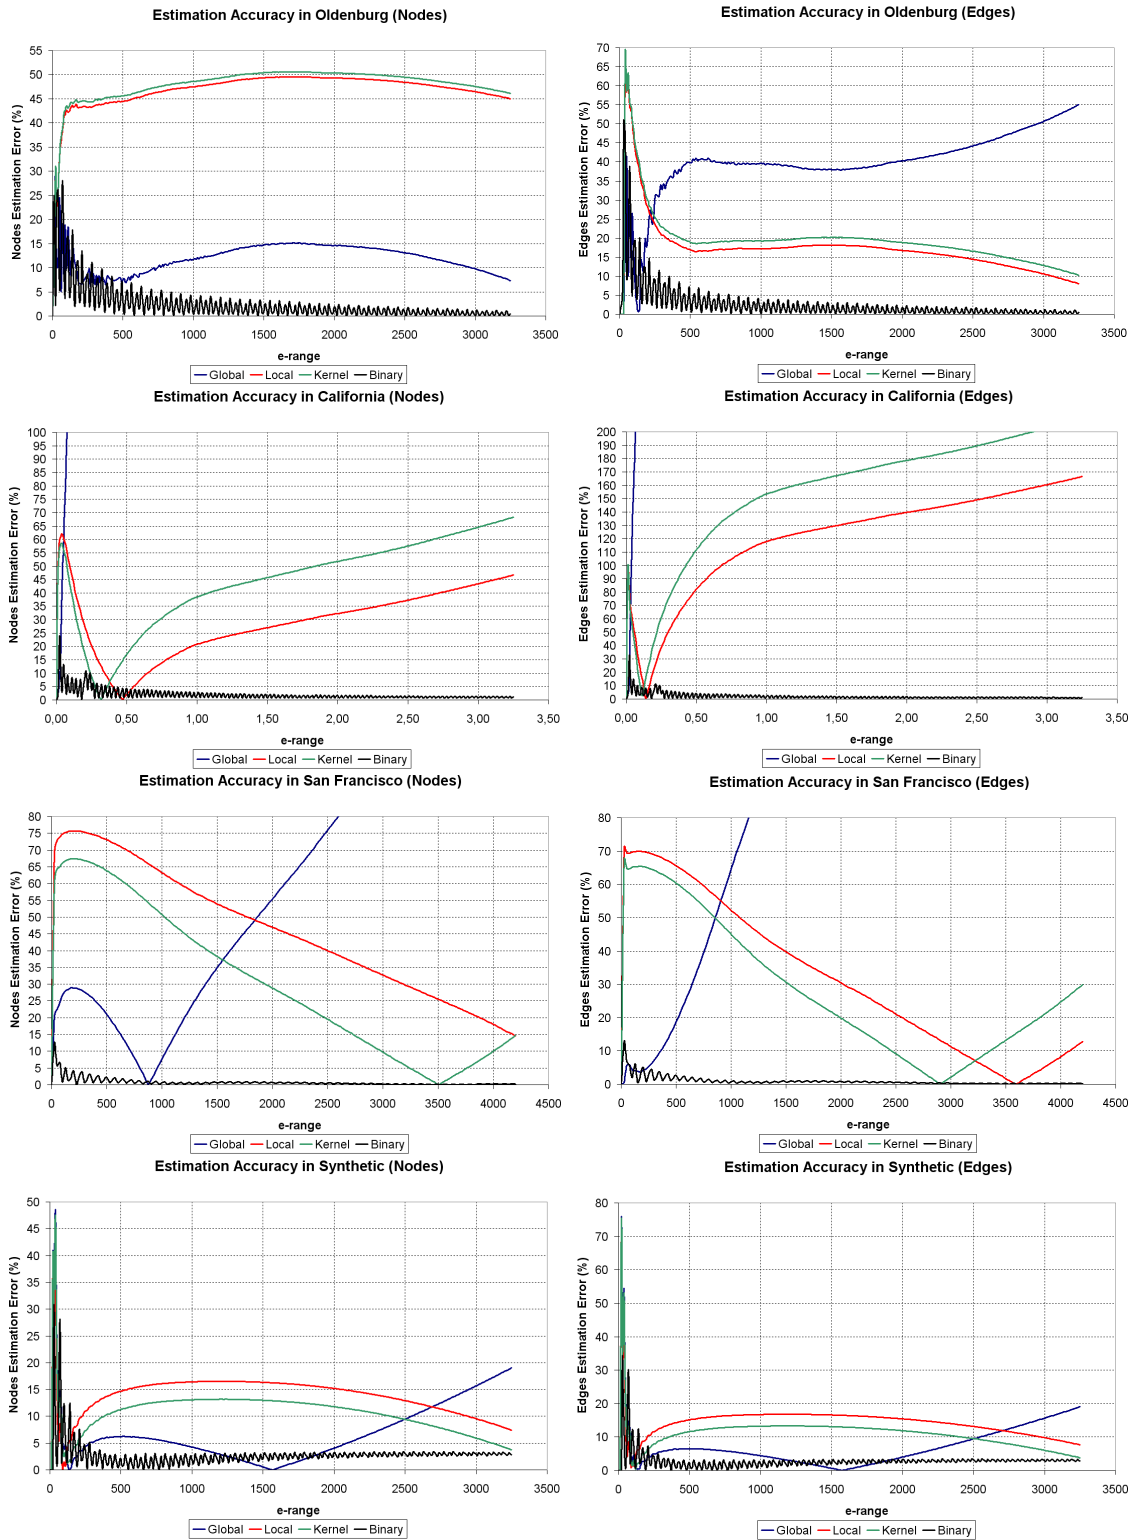 Estimation Accuracy in Oldenburg (Nodes)
Nodes Estimation Error (%)
55
50
45
40
35
30
25
20
15
10
5
0
0 500 1000 1500 2000 2500 3000 3500
e-range
Global Local Kernel Binary
Estimation Accuracy in Oldenburg (Edges)
Edges Estimation Error (%)
70
65
60
55
50
45
40
35
30
25
20
15
10
5
0
0 500 1000 1500 2000 2500 3000 3500
e-range
Global Local Kernel Binary
Estimation Accuracy in California (Nodes)
Nodes Estimation Error (%)
100
95
90
85
80
75
70
65
60
55
50
45
40
35
30
25
20
15
10
5
0
0,00 0,50 1,00 1,50 2,00 2,50 3,00 3,50
e-range
Global Local Kernel Binary
Estimation Accuracy in California (Edges)
Edges Estimation Error (%)
200
190
180
170
160
150
140
130
120
110
100
90
80
70
60
50
40
30
20
10
0
0,00 0,50 1,00 1,50 2,00 2,50 3,00 3,50
e-range
Global Local Kernel Binary
Estimation Accuracy in San Francisco (Nodes)
Nodes Estimation Error (%)
80
75
70
65
60
55
50
45
40
35
30
25
20
15
10
5
0
0 500 1000 1500 2000 2500 3000 3500 4000 4500
e-range
Global Local Kernel Binary
Estimation Accuracy in San Francisco (Edges)
Edges Estimation Error (%)
80
70
60
50
40
30
20
10
0
0 500 1000 1500 2000 2500 3000 3500 4000 4500
e-range
Global Local Kernel Binary
Estimation Accuracy in Synthetic (Nodes)
Nodes Estimation Error (%)
50
45
40
35
30
25
20
15
10
5
0
0 500 1000 1500 2000 2500 3000 3500
e-range
Global Local Kernel Binary
Estimation Accuracy in Synthetic (Edges)
Edges Estimation Error (%)
80
70
60
50
40
30
20
10
0
0 500 1000 1500 2000 2500 3000 3500
e-range
Global Local Kernel Binary